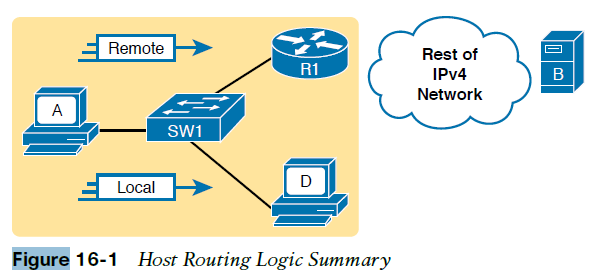 Remote
R1
Rest of
IPv4
Network
B
A
SW1
Local
D
Figure 16-1 Host Routing Logic Summary